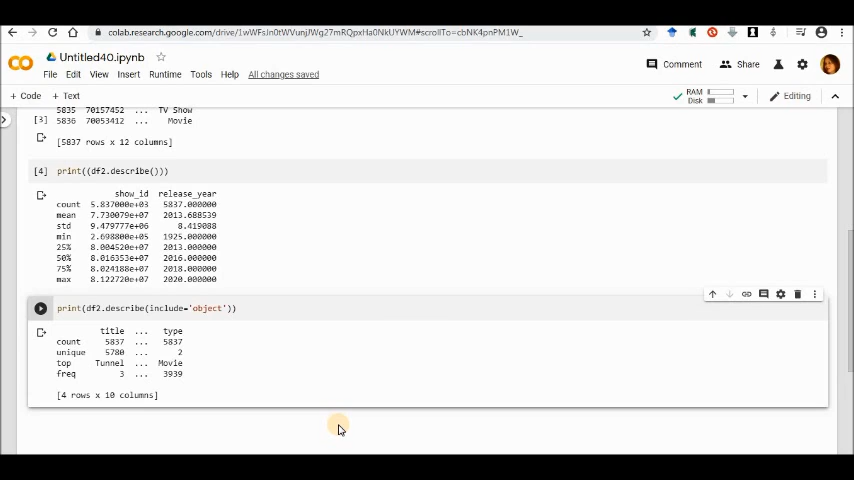 colab.research.google.com/drive/1wWFsJn0tWVunjJWg27mRQpxHa0NkUYWM#scrollTo=cbNK4pnPM1W_
Untitled40.ipynb
File Edit View Insert Runtime Tools Help All changes saved
Comment Share
+ Code + Text
RAM
Disk
Editing
5835 70157452 ... TV Show
[3] 5836 70053412 ... Movie
[5837 rows x 12 columns]
[4] print((df2.describe()))
show_id release_year
count 5.837000e+03 5837.000000
mean 7.730079e+07 2013.688539
std 9.479777e+06 8.419088
min 2.698800e+05 1925.000000
25% 8.004520e+07 2013.000000
50% 8.016353e+07 2016.000000
75% 8.024188e+07 2018.000000
max 8.122720e+07 2020.000000
print(df2.describe(include='object'))
title ... type
count 5837 ... 5837
unique 5780 ... 2
top Tunnel ... Movie
freq 3 ... 3939
[4 rows x 10 columns]